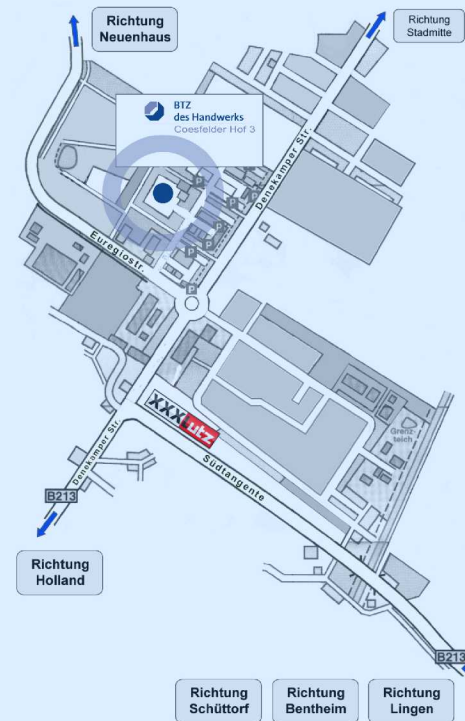 Richtung
Neuenhaus
Richtung
Stadmitte
BTZ
des Handwerks
Coesfelder Hof 3
Denekamper Str.
P
P
P
P
P
P
P
P
Euregiostr.
XXXLutz
Grenz-
teich
Denekamper Str.
Südtangente
B213
Richtung
Holland
B213
Richtung
Schüttorf
Richtung
Bentheim
Richtung
Lingen